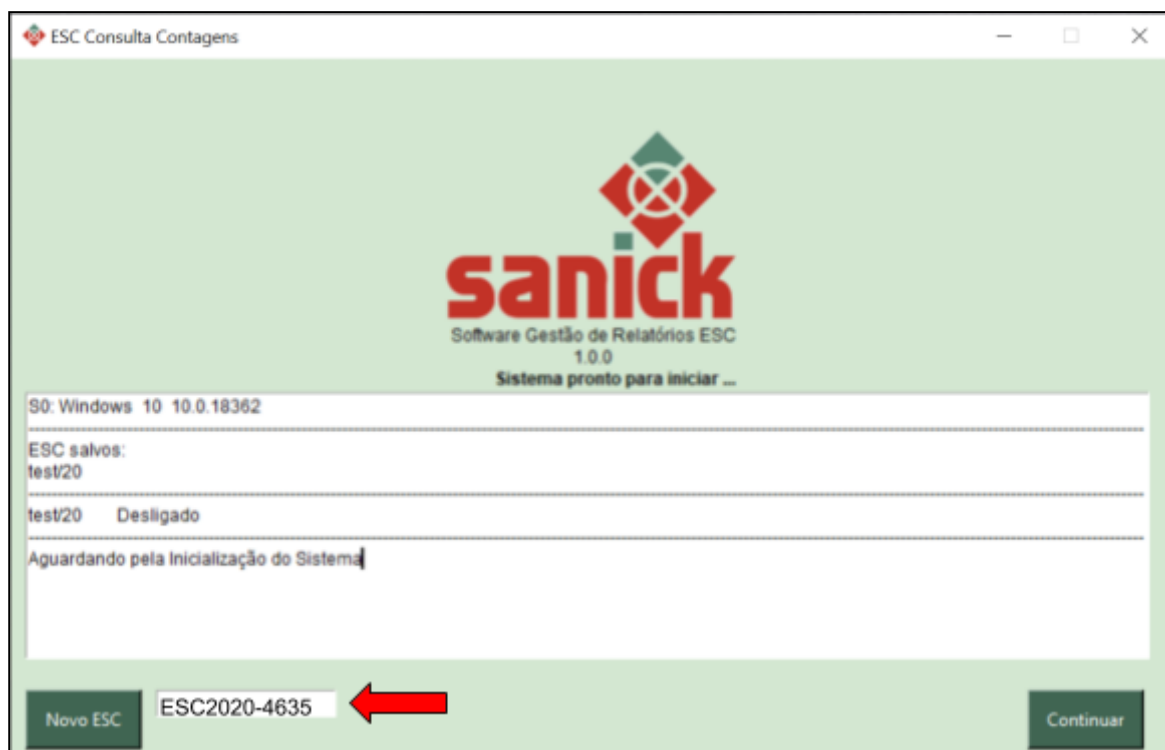 ESC Consulta Contagens
sanick
Software Gestão de Relatórios ESC
1.0.0
Sistema pronto para iniciar ...
S0: Windows 10 10.0.18362
ESC salvos:
test/20
test/20 Desligado
Aguardando pela Inicialização do Sistema
Novo ESC
ESC2020-4635
Continuar